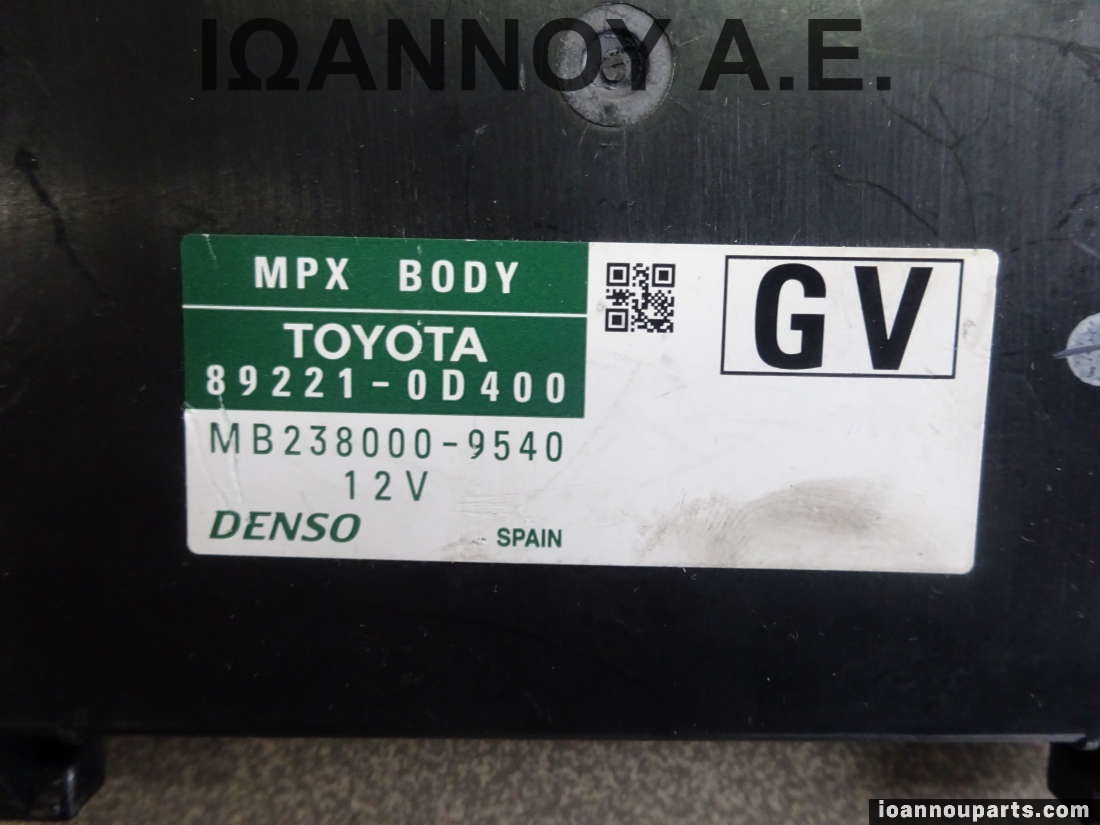 ΙΩΑΝΝΟΥ Α.Ε.
MPX BODY
GV
TOYOTA
89221-0D400
MB238000-9540
12V
DENSO
SPAIN
ioannouparts.com